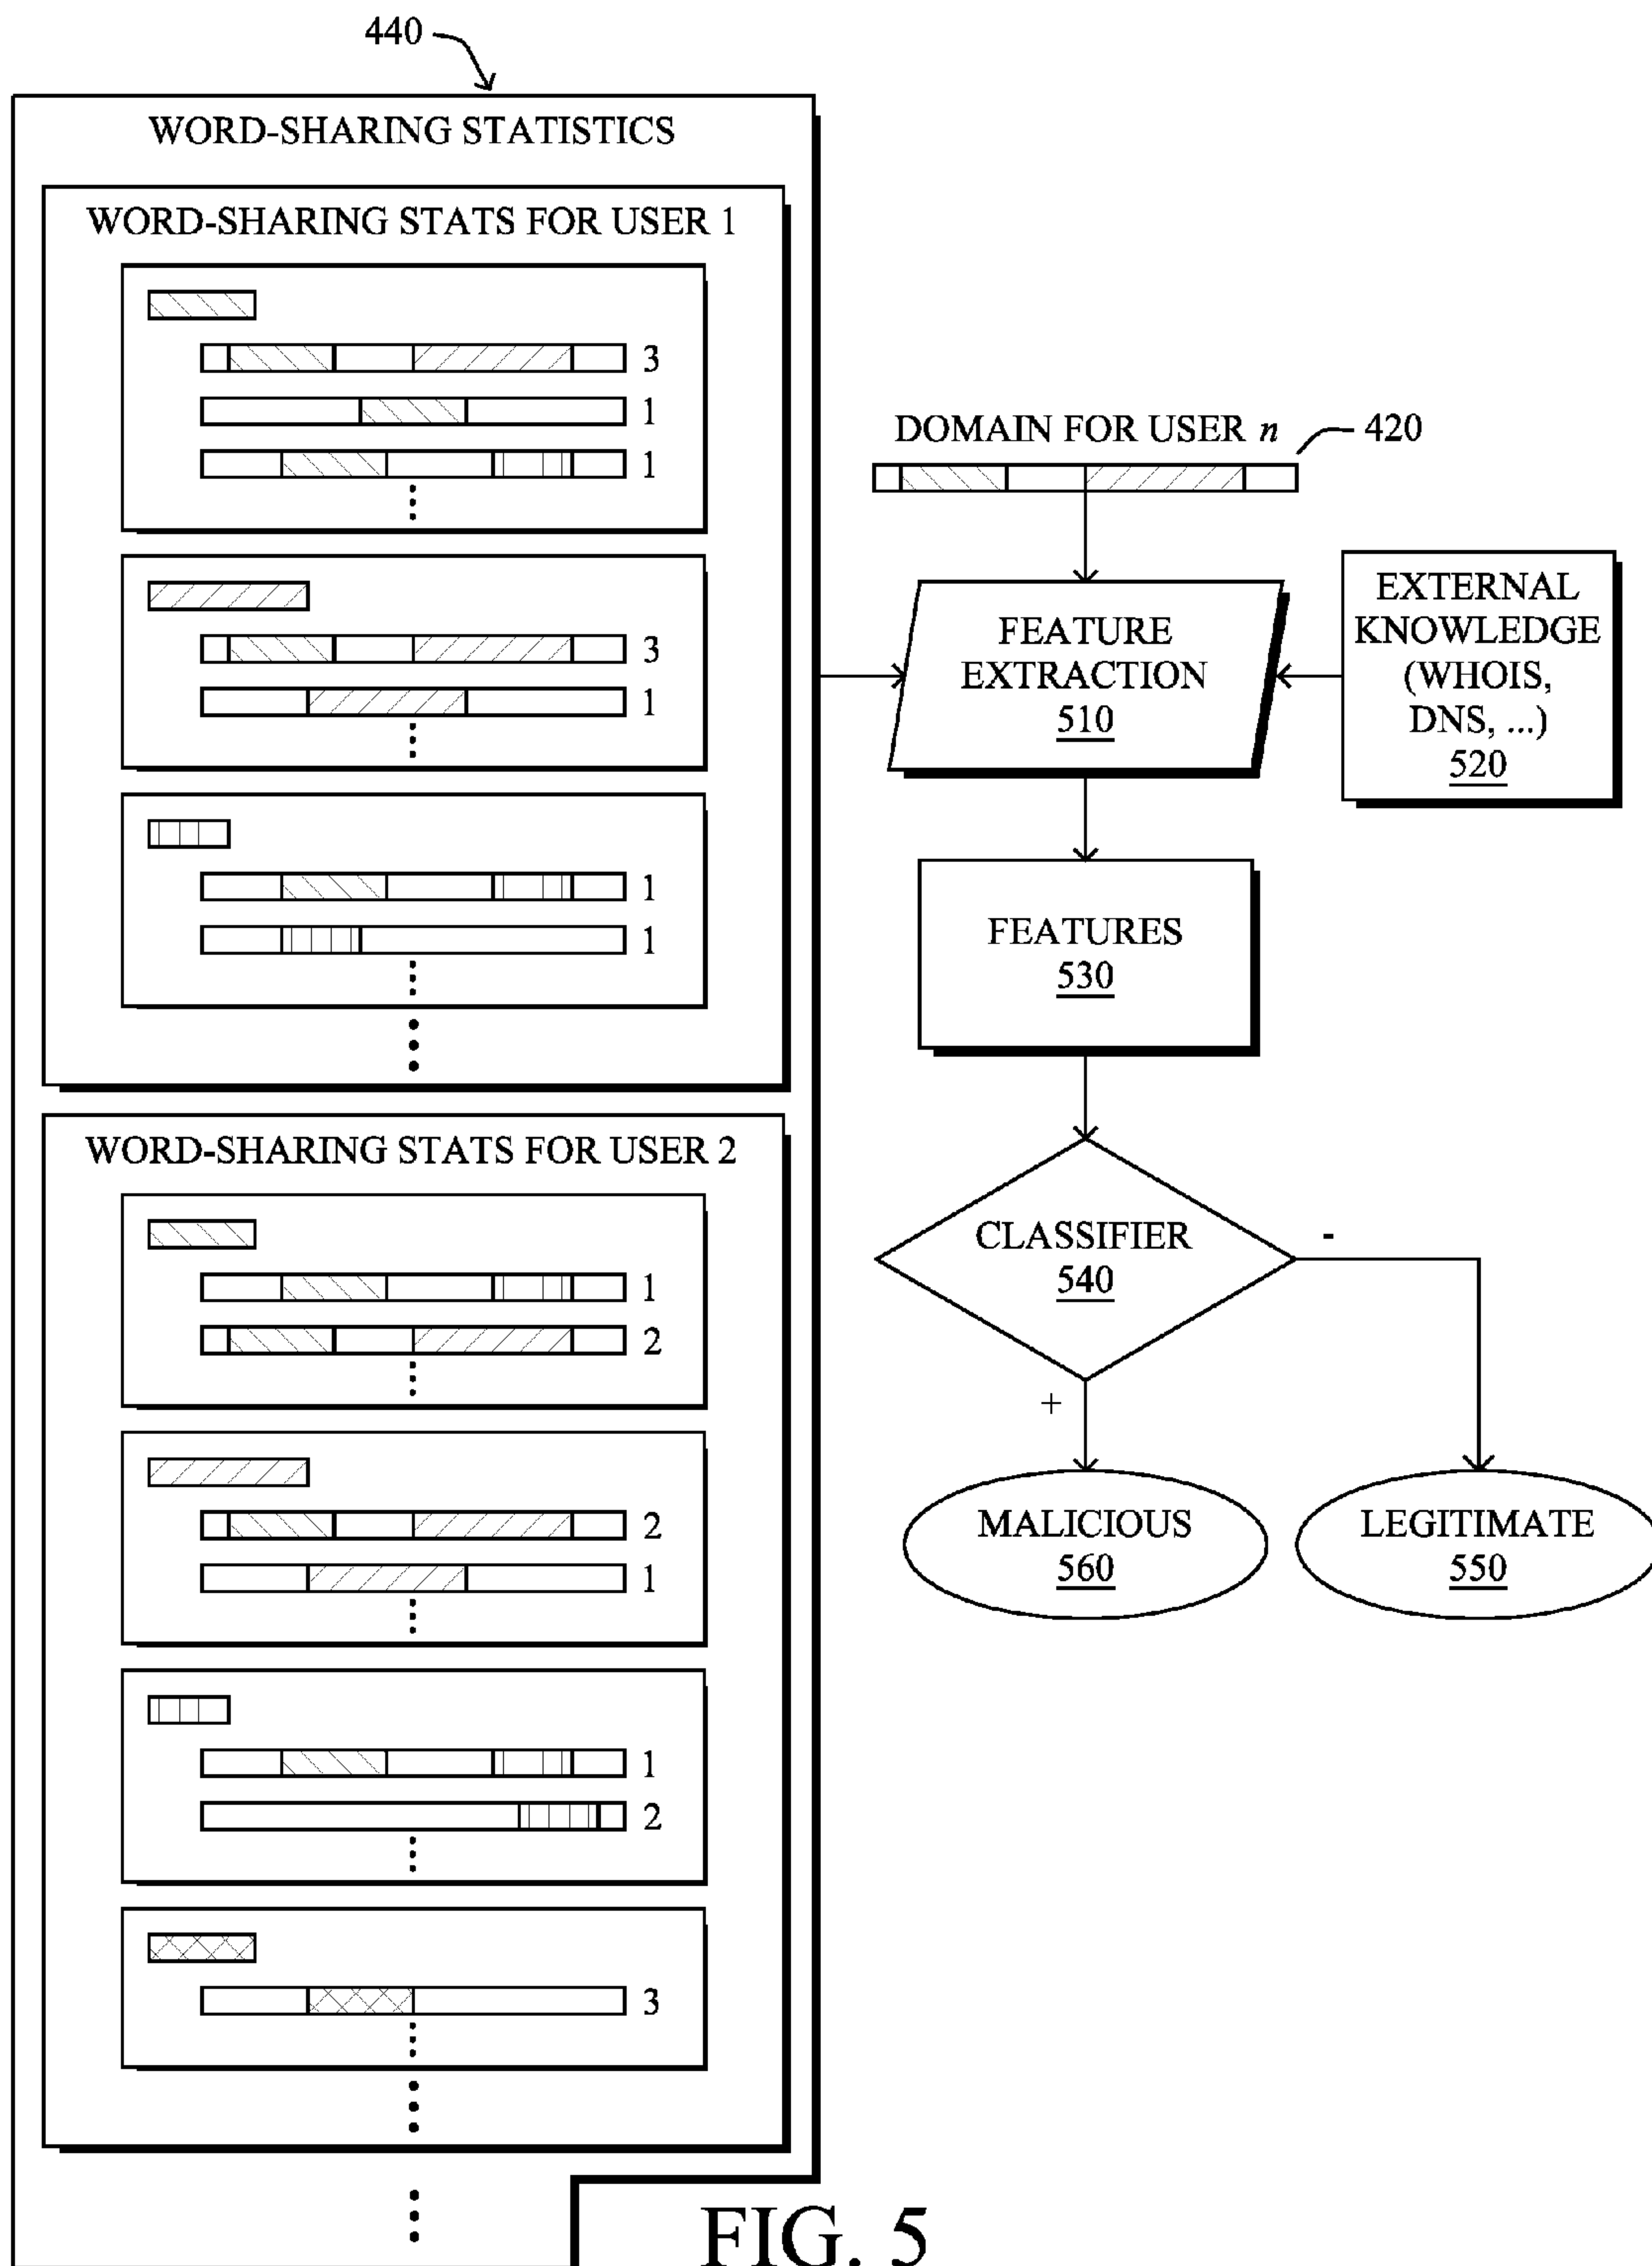 440
WORD-SHARING STATISTICS
WORD-SHARING STATS FOR USER 1
3
1
1
3
1
1
1
WORD-SHARING STATS FOR USER 2
1
2
2
1
1
2
3
DOMAIN FOR USER n
420
FEATURE
EXTRACTION
510
EXTERNAL
KNOWLEDGE
(WHOIS,
DNS, ...)
520
FEATURES
530
CLASSIFIER
540
-
+
MALICIOUS
560
LEGITIMATE
550
FIG. 5